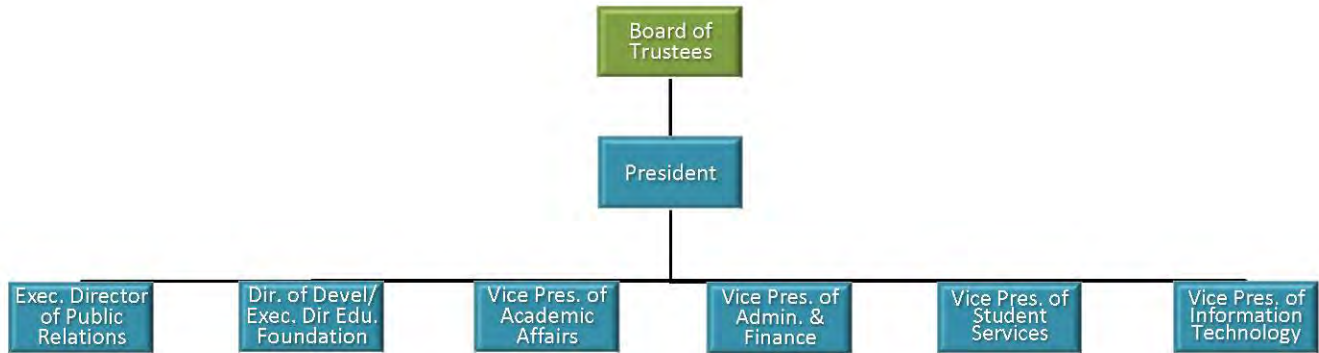 Board of
Trustees
President
Exec. Director
of Public
Relations
Dir. of Devel/
Exec. Dir Edu.
Foundation
Vice Pres. of
Academic
Affairs
Vice Pres. of
Admin. &
Finance
Vice Pres. of
Student
Services
Vice Pres. of
Information
Technology